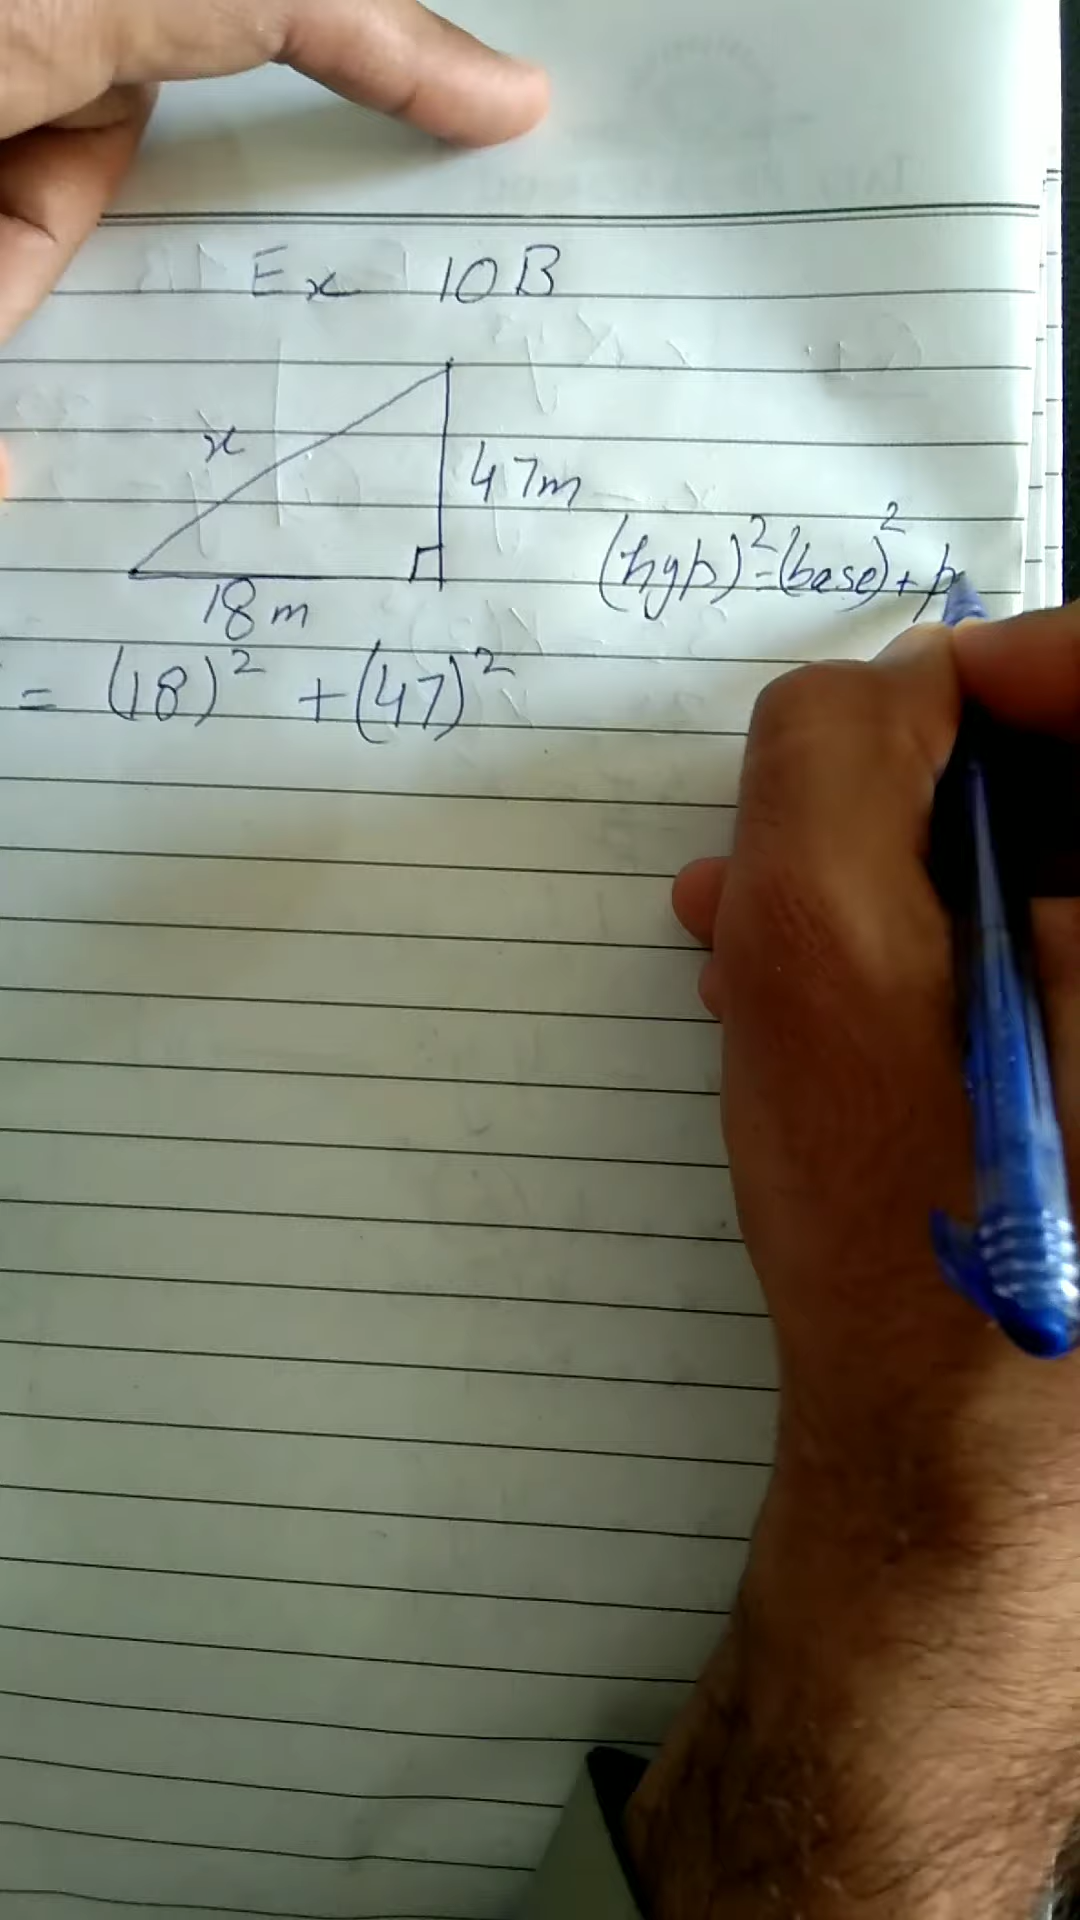 Ex 10B
x
47m
(hyp)² = (base)² + p
18m
= (18)² + (47)²